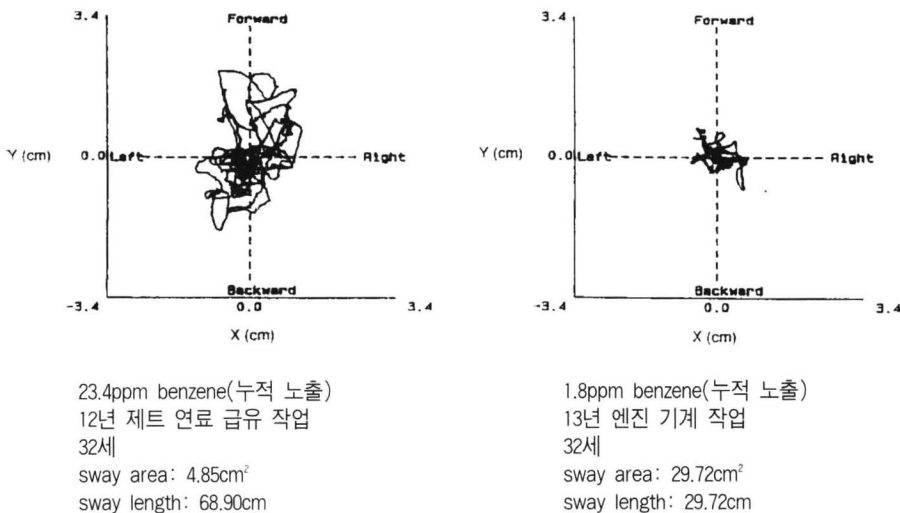 3.4
Forward
Y (cm)
0.0
Left
Right
Backward
-3.4
0.0
3.4
X (cm)
23.4ppm benzene(누적 노출)
12년 제트 연료 급유 작업
32세
sway area: 4.85cm²
sway length: 68.90cm
3.4
Forward
Y (cm)
0.0
Left
Right
Backward
-3.4
0.0
3.4
X (cm)
1.8ppm benzene(누적 노출)
13년 엔진 기계 작업
32세
sway area: 29.72cm²
sway length: 29.72cm